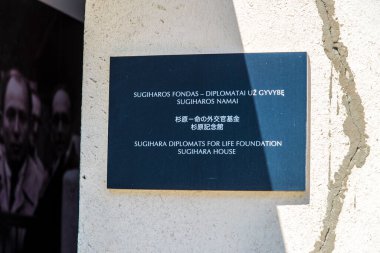 SUGIHAROS FONDAS – DIPLOMATAI UŽ GYVYBĘ
SUGIHAROS NAMAI
杉原－命の外交官基金
杉原記念館
SUGIHARA DIPLOMATS FOR LIFE FOUNDATION
SUGIHARA HOUSE